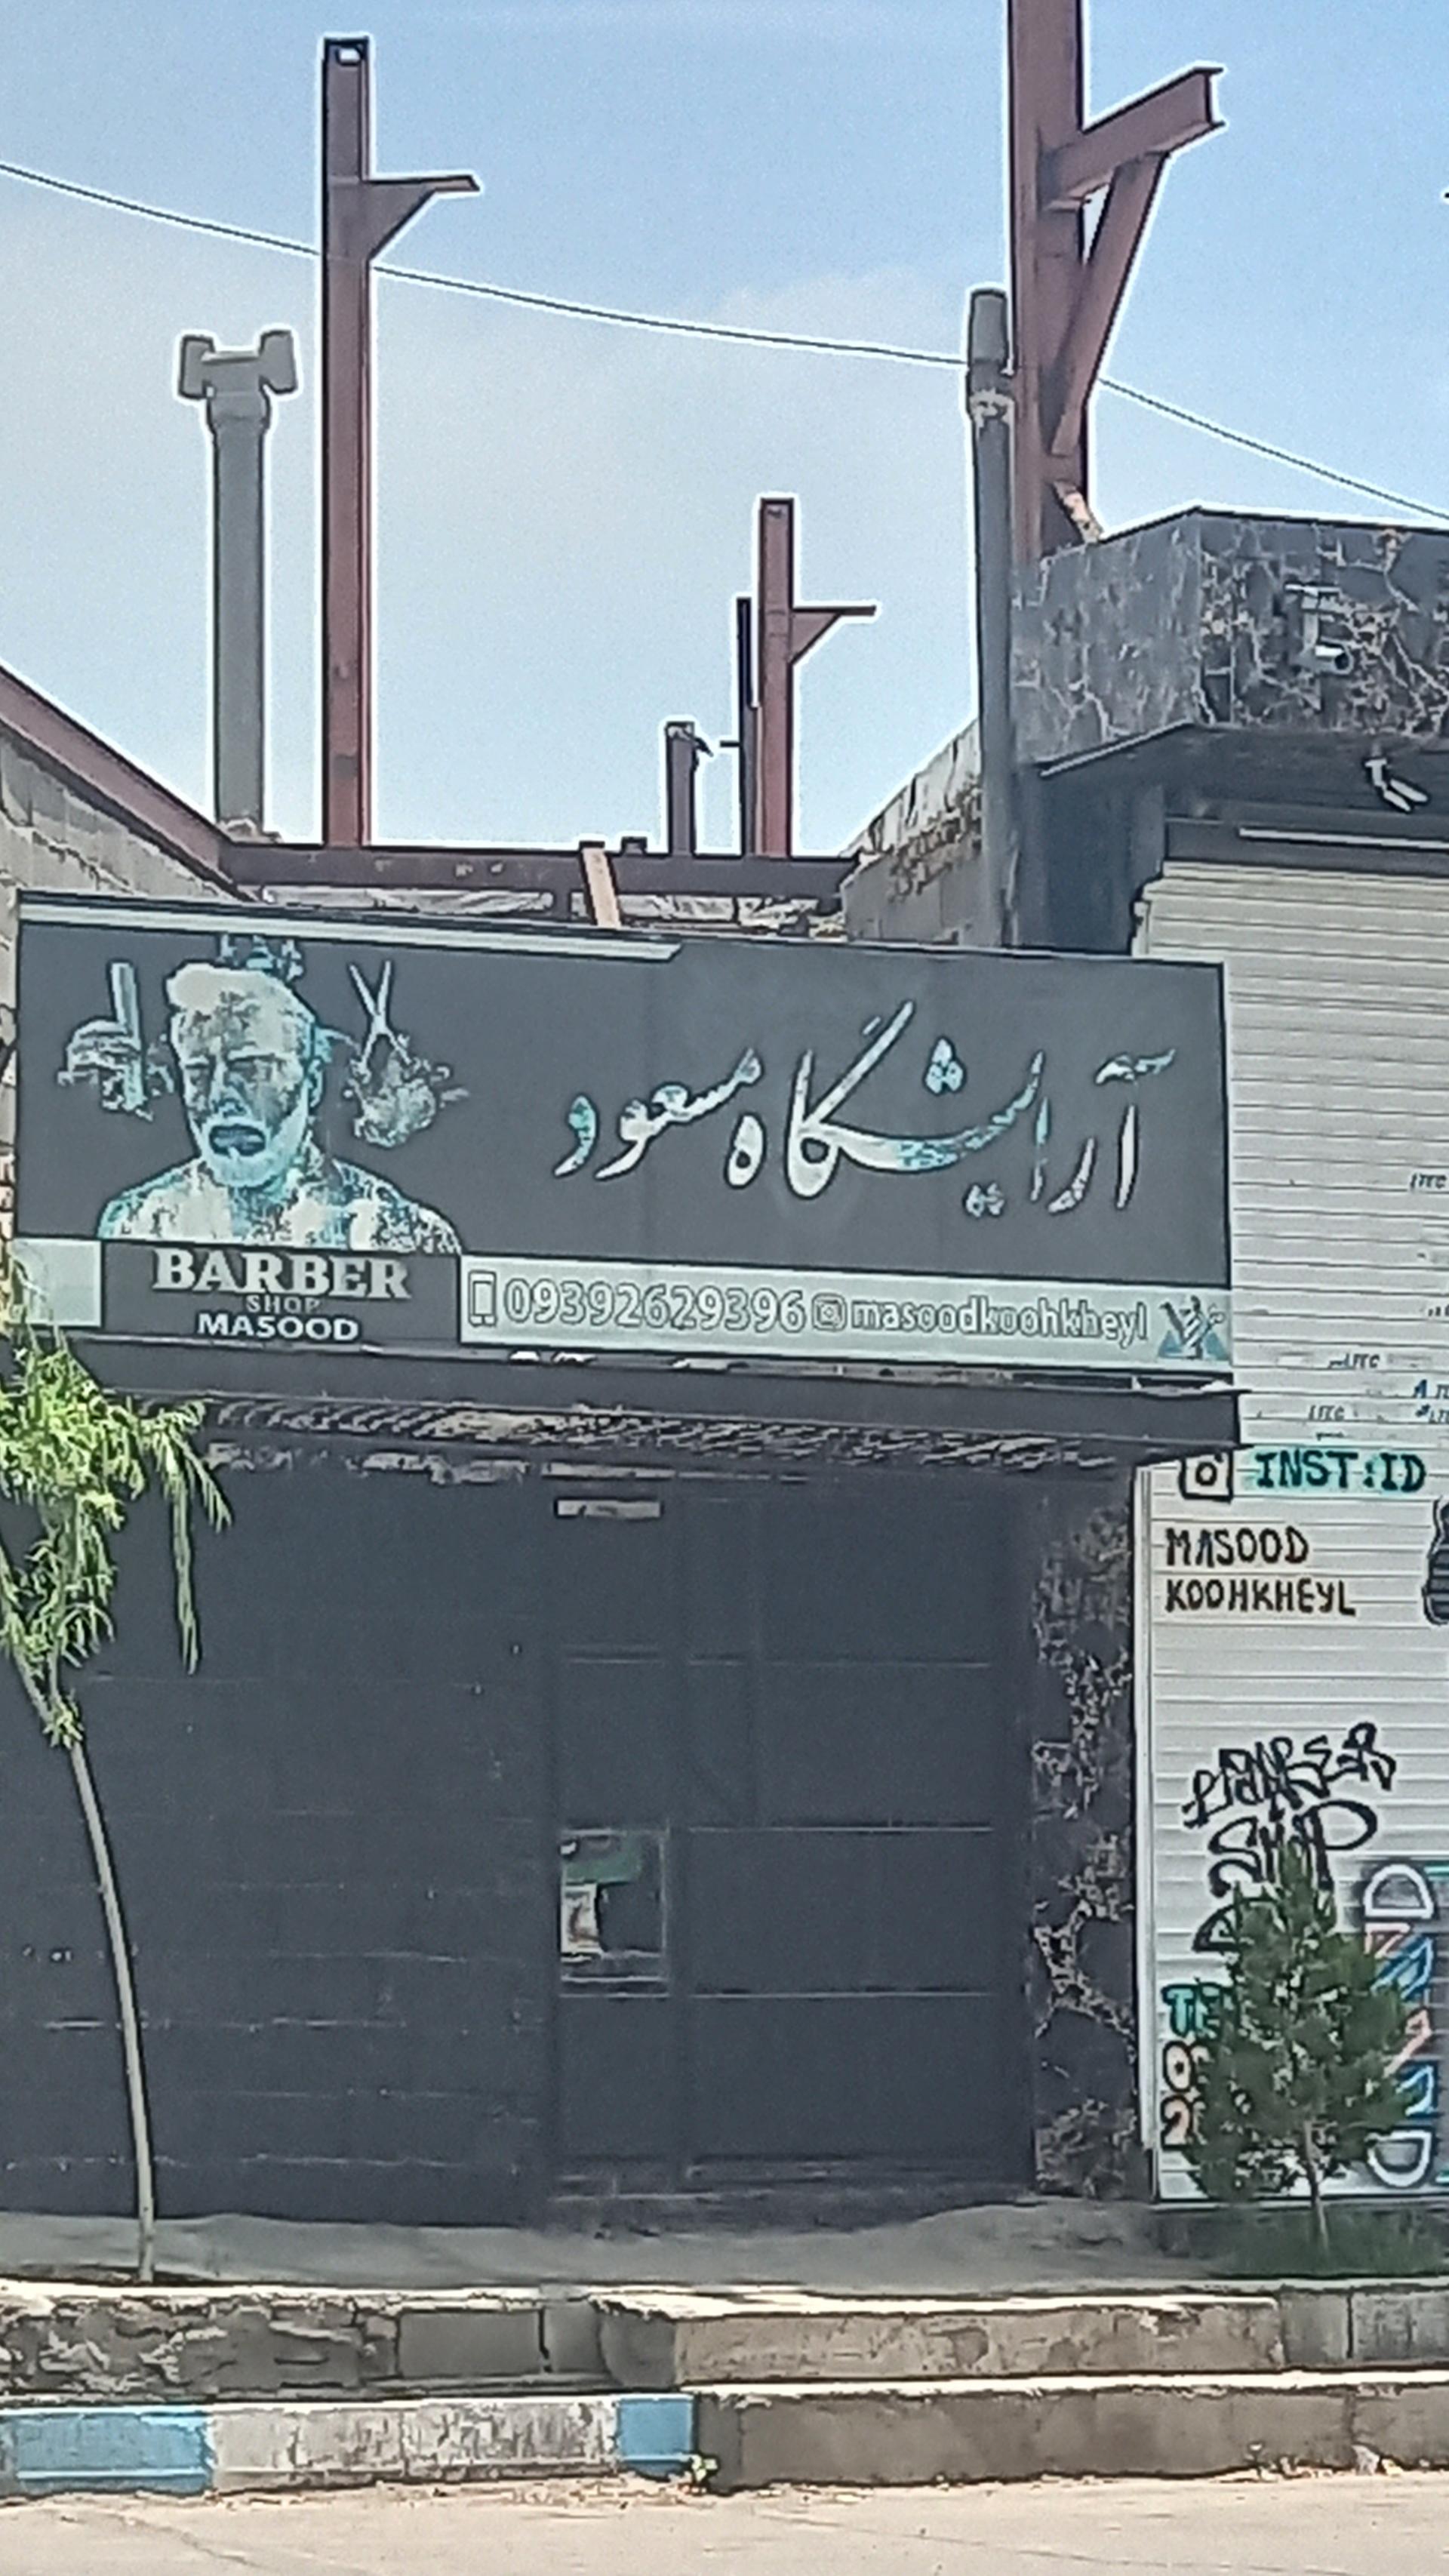 آرایشگاه مسعود
BARBER
SHOP
MASOOD
09392629396 masoodkoohkheyl
INST:ID
MASOOD
KOOHKHEYL
BARBER
SHOP